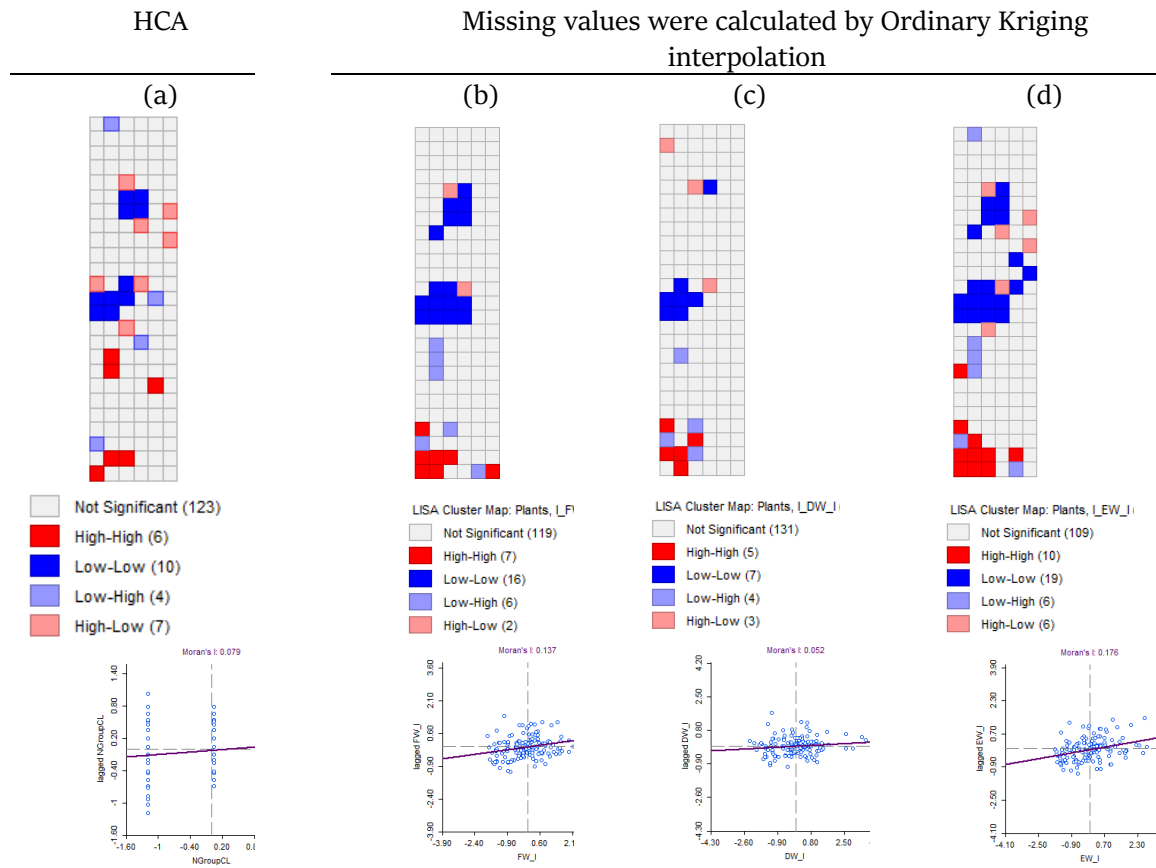 HCA
Missing values were calculated by Ordinary Kriging
interpolation
(a)
(b)
(c)
(d)
Not Significant (123)
High-High (6)
Low-Low (10)
Low-High (4)
High-Low (7)
LISA Cluster Map: Plants, I_F
Not Significant (119)
High-High (7)
Low-Low (16)
Low-High (6)
High-Low (2)
LISA Cluster Map: Plants, I_DW_I
Not Significant (131)
High-High (5)
Low-Low (7)
Low-High (4)
High-Low (3)
LISA Cluster Map: Plants, I_EW_I
Not Significant (109)
High-High (10)
Low-Low (19)
Low-High (6)
High-Low (6)
Moran's I: 0.079
lagged NGroupCL
1.40
0.80
0.20
-0.40
-1
-1.60
-1.60 -1 -0.40 0.20
NGroupCL
Moran's I: 0.137
lagged FW_I
3.60
2.10
0.60
-0.90
-2.40
-3.90
-3.90 -2.40 -0.90 0.60 2.1
FW_I
Moran's I: 0.052
lagged DW_I
4.20
2.50
0.80
-0.90
-2.60
-4.30
-4.30 -2.60 -0.90 0.80 2.50
DW_I
Moran's I: 0.176
lagged EW_I
3.90
2.30
0.70
-0.90
-2.50
-4.10
-4.10 -2.50 -0.90 0.70 2.30
EW_I